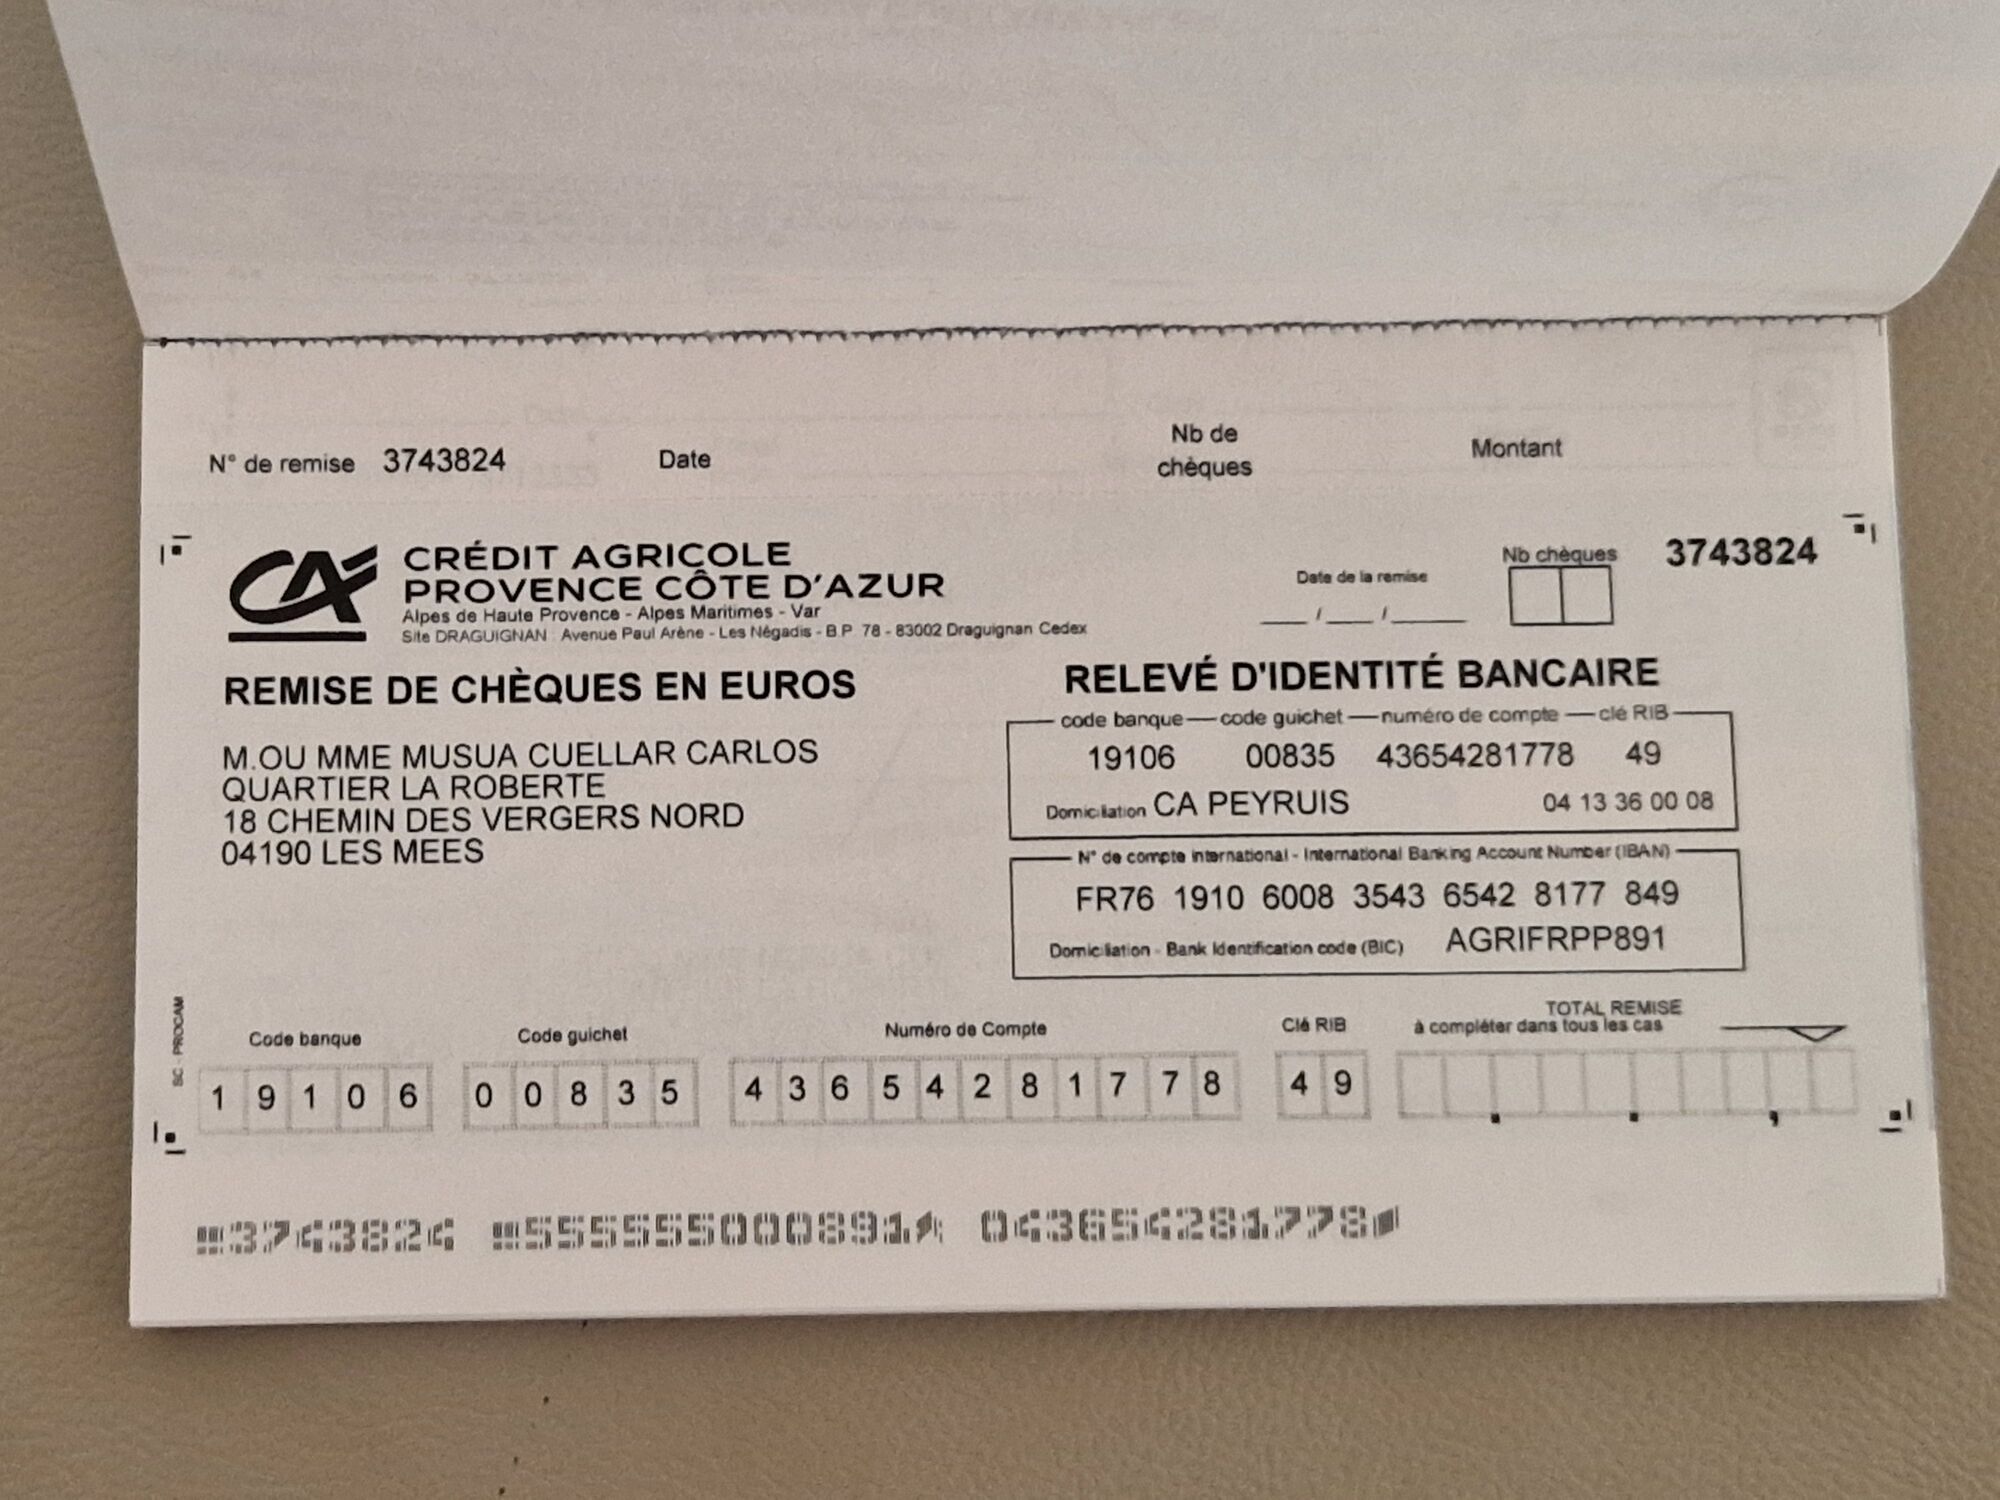 N° de remise 3743824 Date Nb de chèques Montant
CRÉDIT AGRICOLE
PROVENCE CÔTE D'AZUR
Alpes de Haute Provence - Alpes Maritimes - Var
Site DRAGUIGNAN : Avenue Paul Arène - Les Négadis - B.P. 78 - 83002 Draguignan Cedex
Date de la remise
__ / __ / ____
Nb chèques
3743824
REMISE DE CHÈQUES EN EUROS
M.OU MME MUSUA CUELLAR CARLOS
QUARTIER LA ROBERTE
18 CHEMIN DES VERGERS NORD
04190 LES MEES
RELEVÉ D'IDENTITÉ BANCAIRE
code banque code guichet numéro de compte clé RIB
19106 00835 43654281778 49
Domiciliation CA PEYRUIS 04 13 36 00 08
N° de compte international - International Banking Account Number (IBAN)
FR76 1910 6008 3543 6542 8177 849
Domiciliation - Bank Identification code (BIC) AGRIFRPP891
SC - PROCAM
Code banque Code guichet Numéro de Compte Clé RIB TOTAL REMISE
à compléter dans tous les cas
1 9 1 0 6 0 0 8 3 5 4 3 6 5 4 2 8 1 7 7 8 4 9
3743824 555555000891 043654281778